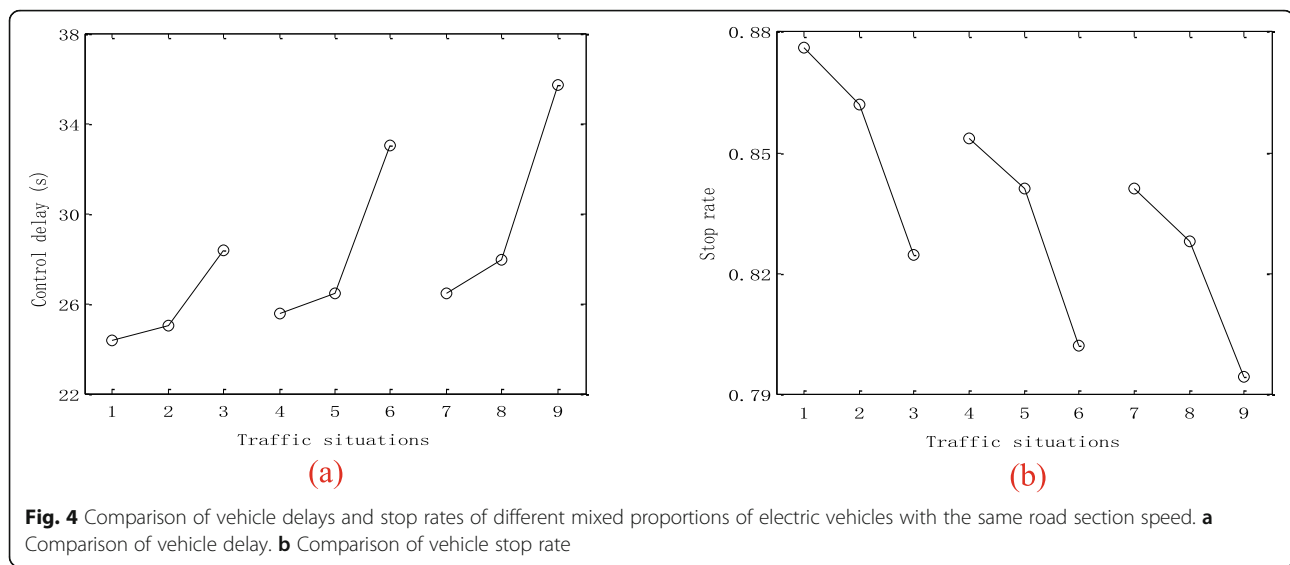 38
34
30
26
22
Control delay (s)
1 2 3 4 5 6 7 8 9
Traffic situations
(a)
0.88
0.85
0.82
0.79
Stop rate
1 2 3 4 5 6 7 8 9
Traffic situations
(b)
Fig. 4 Comparison of vehicle delays and stop rates of different mixed proportions of electric vehicles with the same road section speed. a
Comparison of vehicle delay. b Comparison of vehicle stop rate